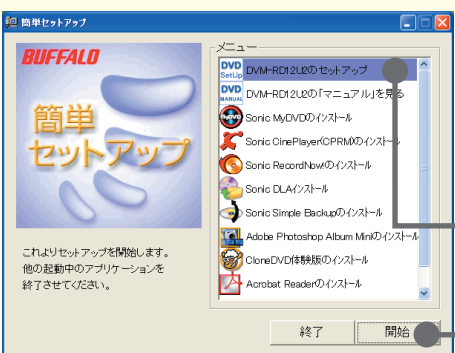 簡単セットアップ
BUFFALO
簡単
セットアップ
これよりセットアップを開始します。
他の起動中のアプリケーションを
終了させてください。
メニュー
DVD SetUp DVM-RD12U2のセットアップ
DVD MANUAL DVM-RD12U2の「マニュアル」を見る
MyDVD Sonic MyDVDのインストール
Sonic CinePlayer(CPRM)のインストール
Sonic RecordNow!のインストール
Sonic DLAインストール
Sonic Simple Backupのインストール
Adobe Photoshop Album Miniのインストール
CloneDVD体験版のインストール
Acrobat Readerのインストール
終了
開始